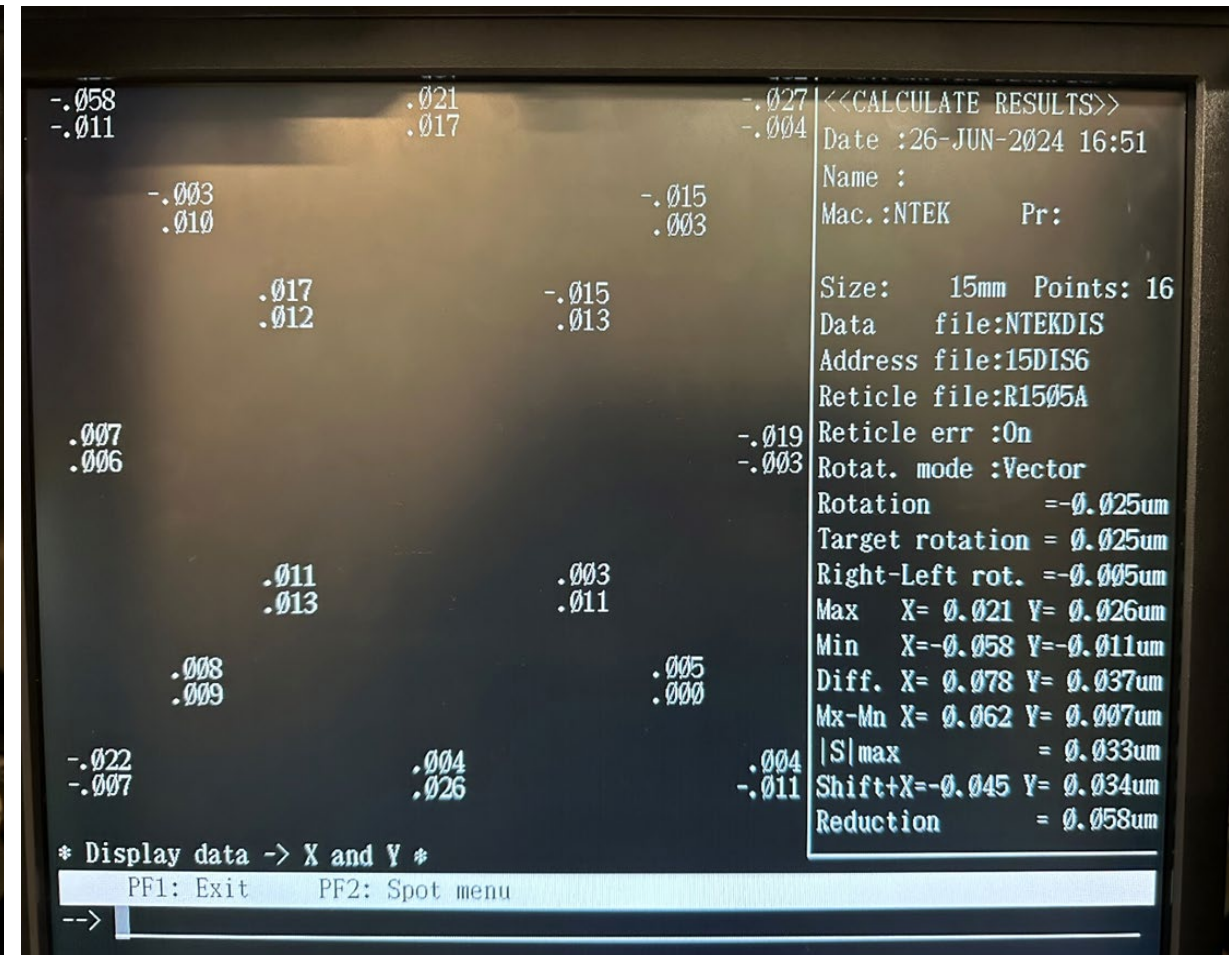 -.Ø58 .Ø21 -.Ø27
-.Ø11 .Ø17 -.ØØ4
-.ØØ3 -.Ø15
.Ø1Ø .ØØ3
.Ø17 -.Ø15
.Ø12 .Ø13
.ØØ7 -.Ø19
.ØØ6 -.ØØ3
.Ø11 .ØØ3
.Ø13 .Ø11
.ØØ8 .ØØ5
.ØØ9 .ØØØ
-.Ø22 .ØØ4 .ØØ4
-.ØØ7 .Ø26 -.Ø11
<<CALCULATE RESULTS>>
Date :26-JUN-2Ø24 16:51
Name :
Mac.:NTEK Pr:
Size: 15mm Points: 16
Data file:NTEKDIS
Address file:15DIS6
Reticle file:R15Ø5A
Reticle err :On
Rotat. mode :Vector
Rotation =-Ø.Ø25um
Target rotation = Ø.Ø25um
Right-Left rot. =-Ø.ØØ5um
Max X= Ø.Ø21 Y= Ø.Ø26um
Min X=-Ø.Ø58 Y=-Ø.Ø11um
Diff. X= Ø.Ø78 Y= Ø.Ø37um
Mx-Mn X= Ø.Ø62 Y= Ø.ØØ7um
|S|max = Ø.Ø33um
Shift+X=-Ø.Ø45 Y= Ø.Ø34um
Reduction = Ø.Ø58um
* Display data -> X and Y *
PF1: Exit PF2: Spot menu
-->